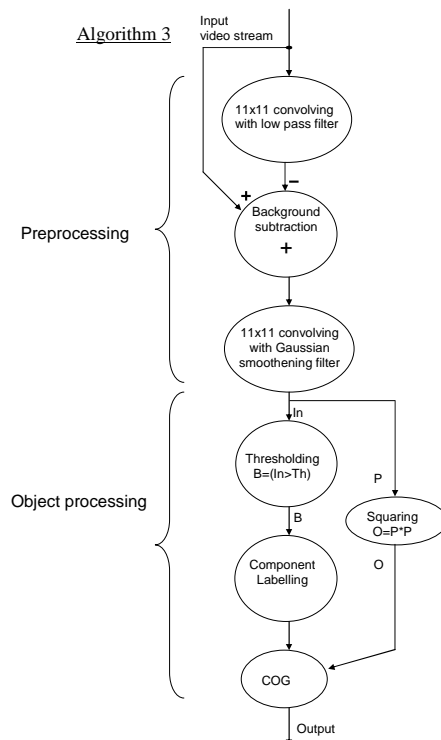 Algorithm 3
Input
video stream
11x11 convolving
with low pass filter
−
+
Background
subtraction
+
Preprocessing
11x11 convolving
with Gaussian
smoothening filter
In
Thresholding
B=(In>Th)
P
Object processing
B
Squaring
O=P*P
Component
Labelling
O
COG
Output